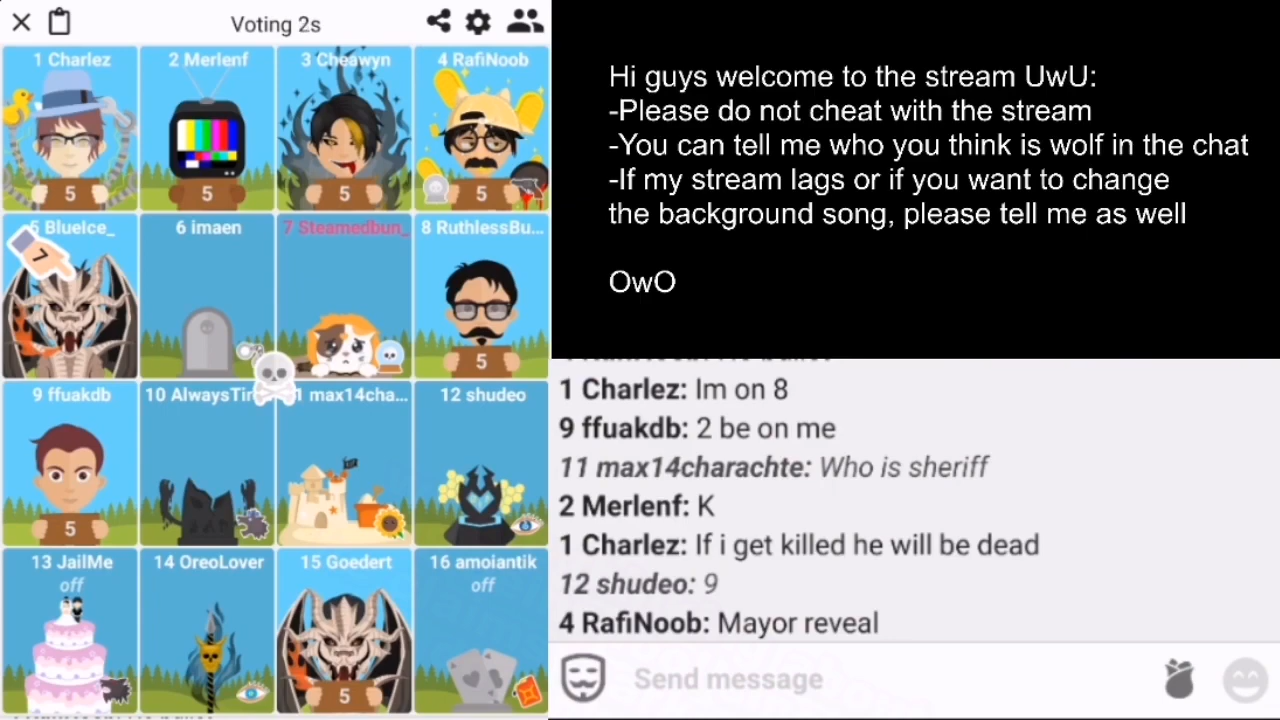 Voting 2s
1 Charlez
2 Merlenf
3 Cheawyn
4 RafiNoob
5
5
5
5
5 BlueIce_
6 imaen
7 Steamedbun_
8 RuthlessBu...
7
5
9 ffuakdb
10 AlwaysTi
max14cha...
12 shudeo
5
13 JailMe
14 OreoLover
15 Goedert
16 amoiantik
off
off
5
Hi guys welcome to the stream UwU:
-Please do not cheat with the stream
-You can tell me who you think is wolf in the chat
-If my stream lags or if you want to change
the background song, please tell me as well
OwO
1 Charlez: Im on 8
9 ffuakdb: 2 be on me
11 max14charachte: Who is sheriff
2 Merlenf: K
1 Charlez: If i get killed he will be dead
12 shudeo: 9
4 RafiNoob: Mayor reveal
Send message